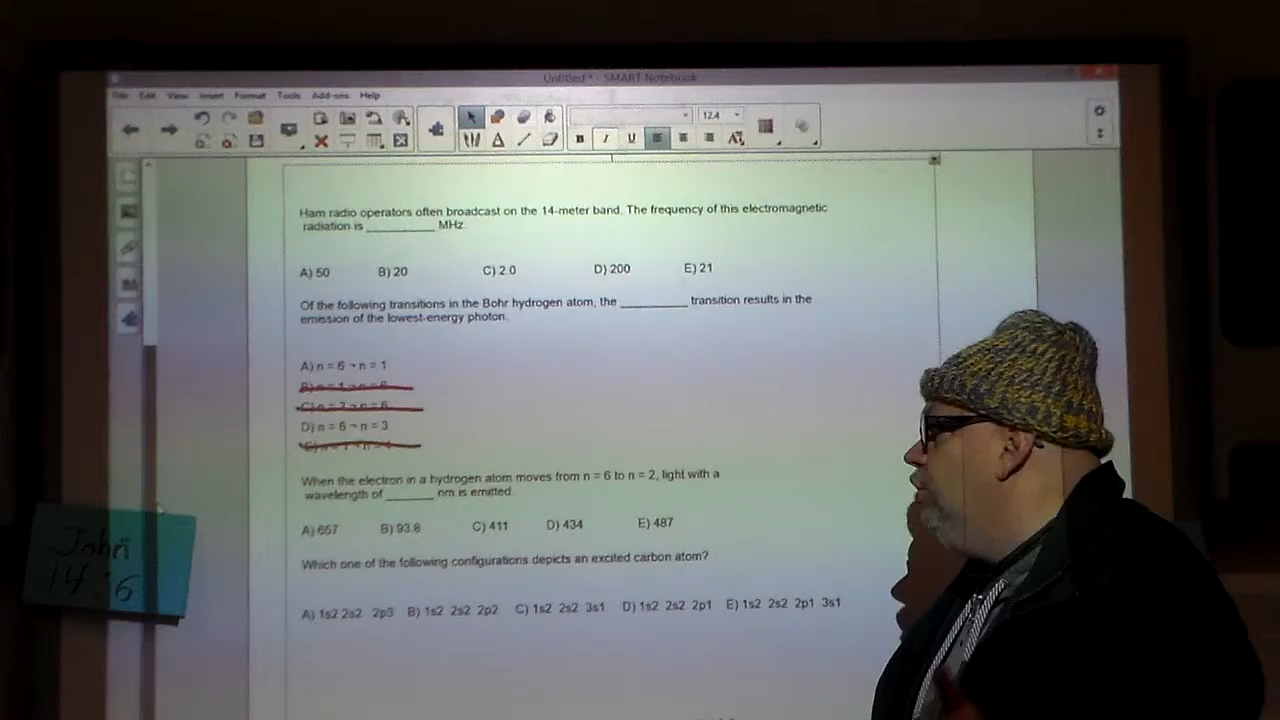 Untitled * - SMART Notebook
File Edit View Insert Format Tools Add-ons Help
12.4
B I U
Ham radio operators often broadcast on the 14-meter band. The frequency of this electromagnetic
radiation is ________ MHz.
A) 50 B) 20 C) 2.0 D) 200 E) 21
Of the following transitions in the Bohr hydrogen atom, the ________ transition results in the
emission of the lowest-energy photon.
A) n = 6 → n = 1
B) n = 1 → n = 6
C) n = 3 → n = 6
D) n = 6 → n = 3
When the electron in a hydrogen atom moves from n = 6 to n = 2, light with a
wavelength of ______ nm is emitted.
A) 657 B) 93.8 C) 411 D) 434 E) 487
Which one of the following configurations depicts an excited carbon atom?
A) 1s2 2s2 2p3 B) 1s2 2s2 2p2 C) 1s2 2s2 3s1 D) 1s2 2s2 2p1 E) 1s2 2s2 2p1 3s1
John
14:6